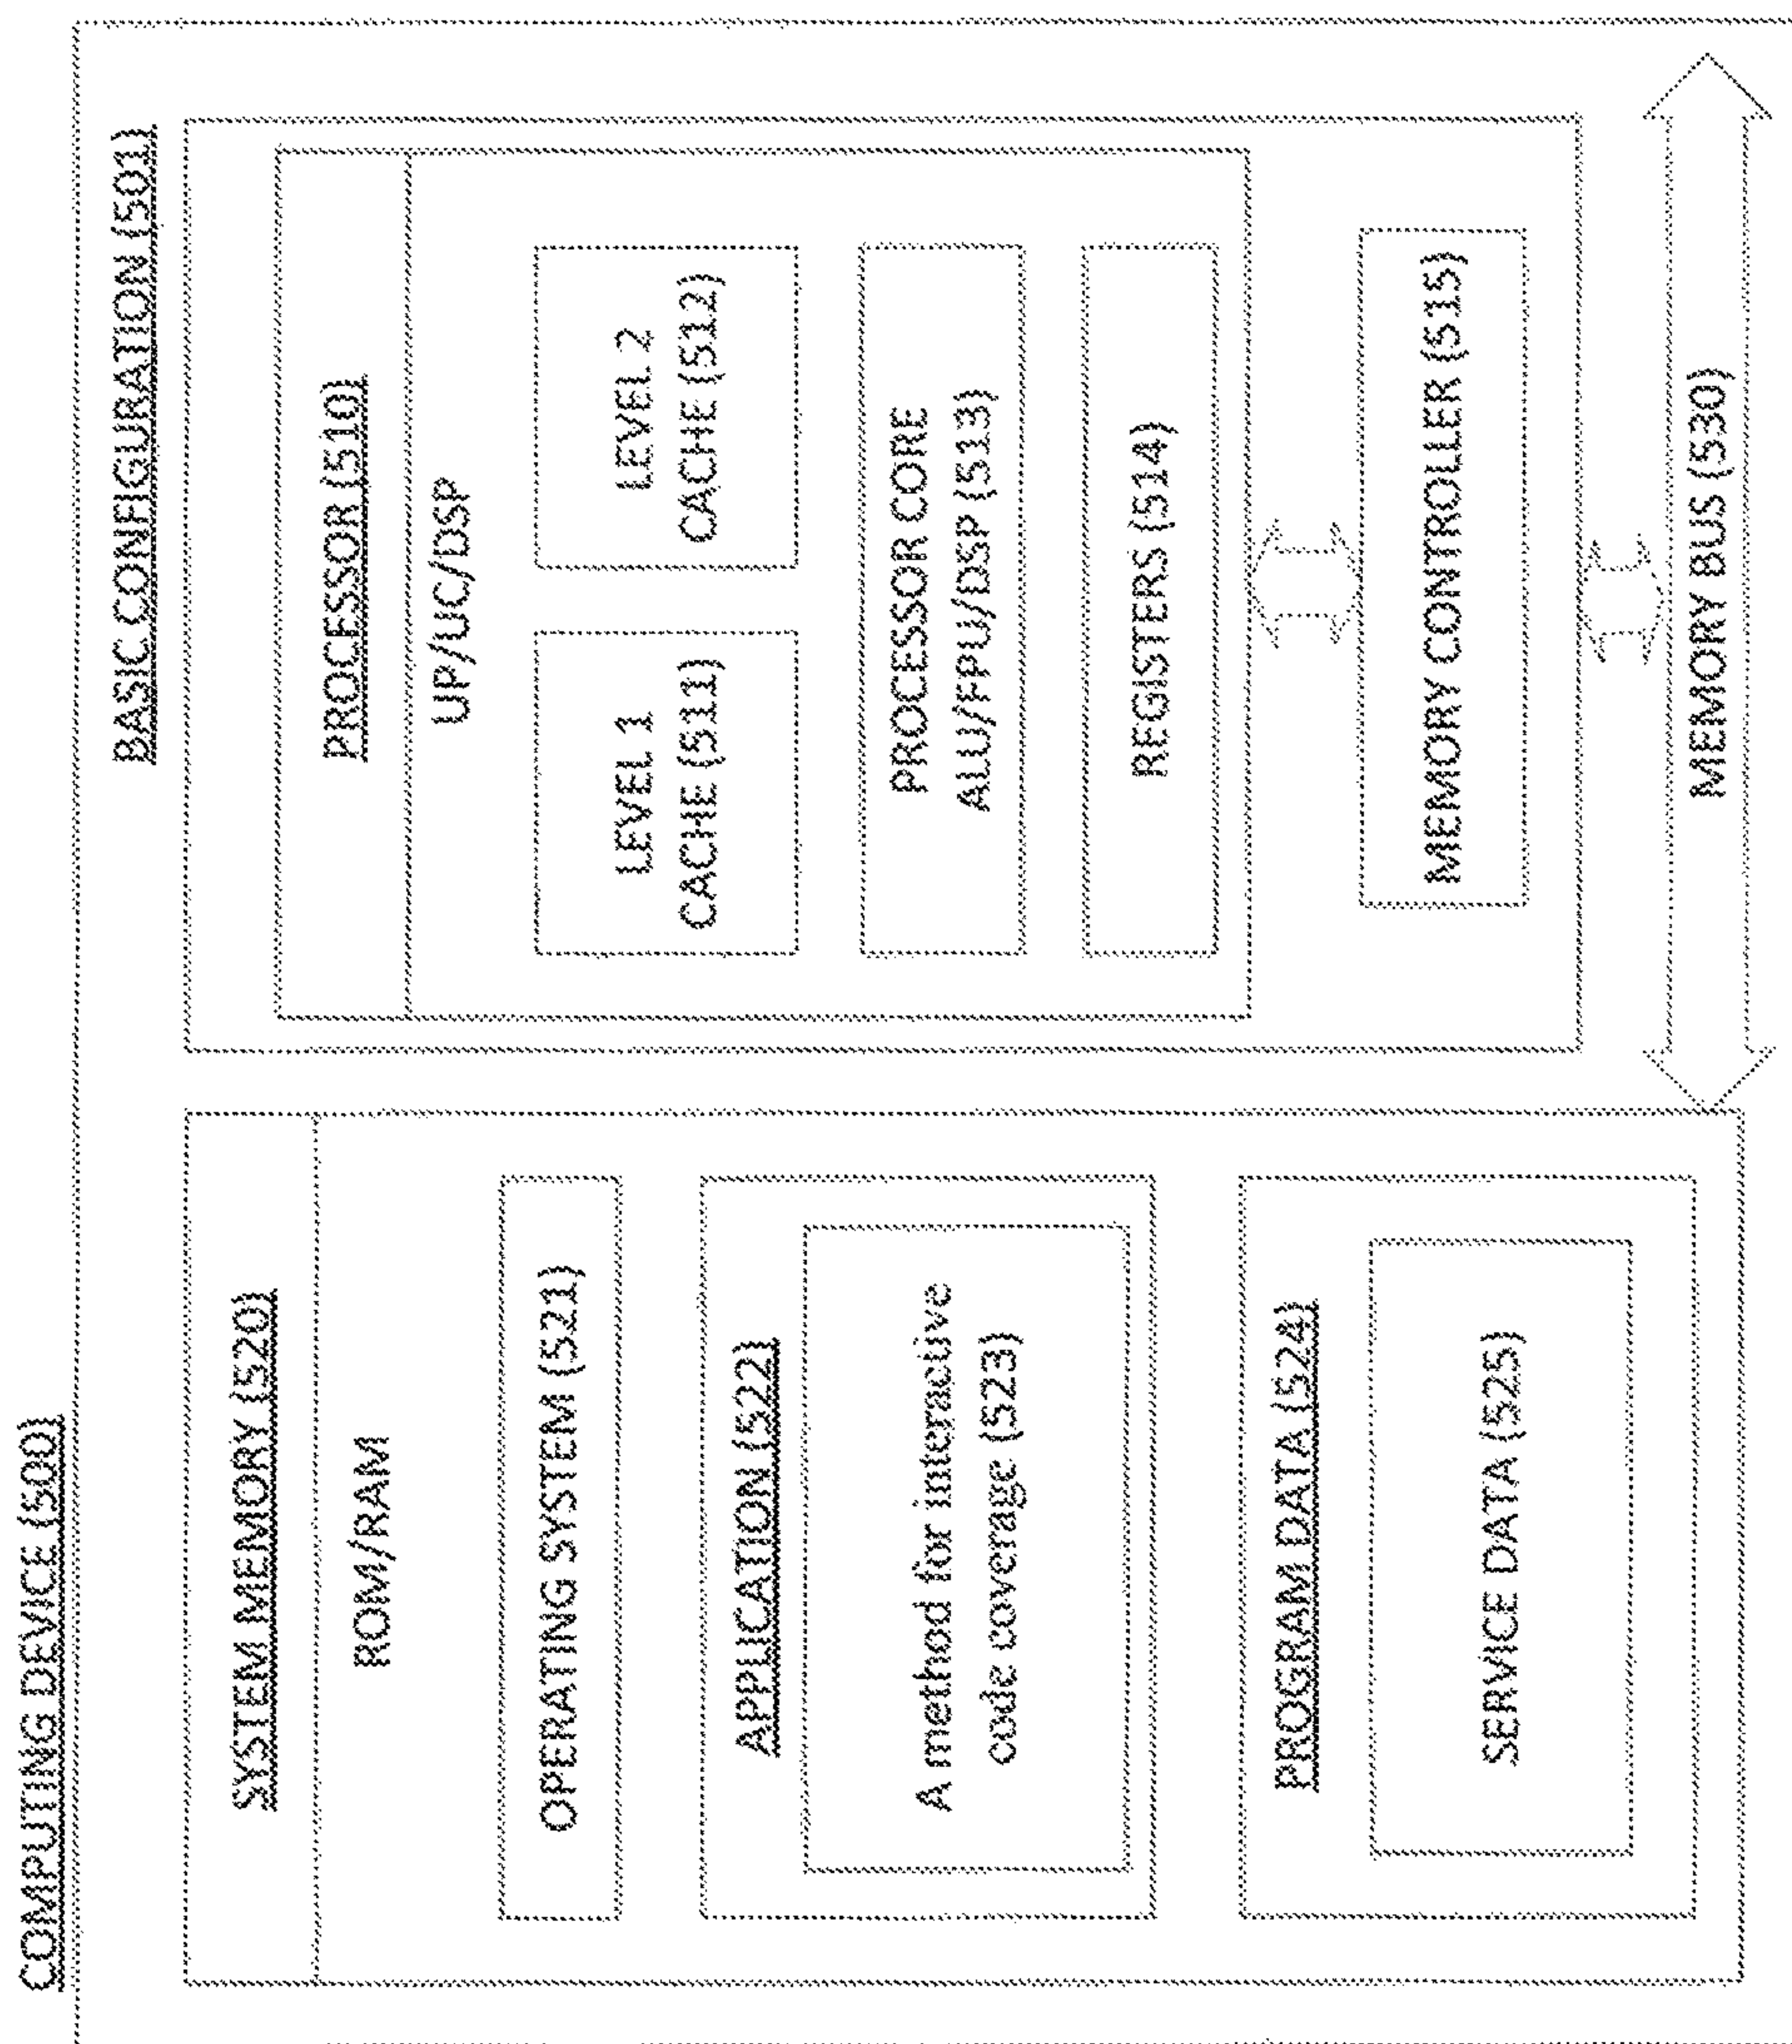 COMPUTING DEVICE (500)
BASIC CONFIGURATION (501)
SYSTEM MEMORY (520)
ROM/RAM
OPERATING SYSTEM (521)
APPLICATION (522)
A method for interactive
code coverage (523)
PROGRAM DATA (524)
SERVICE DATA (525)
PROCESSOR (510)
UP/UC/DSP
LEVEL 1
CACHE (511)
LEVEL 2
CACHE (512)
PROCESSOR CORE
ALU/FPU/DSP (513)
REGISTERS (514)
MEMORY CONTROLLER (515)
MEMORY BUS (530)